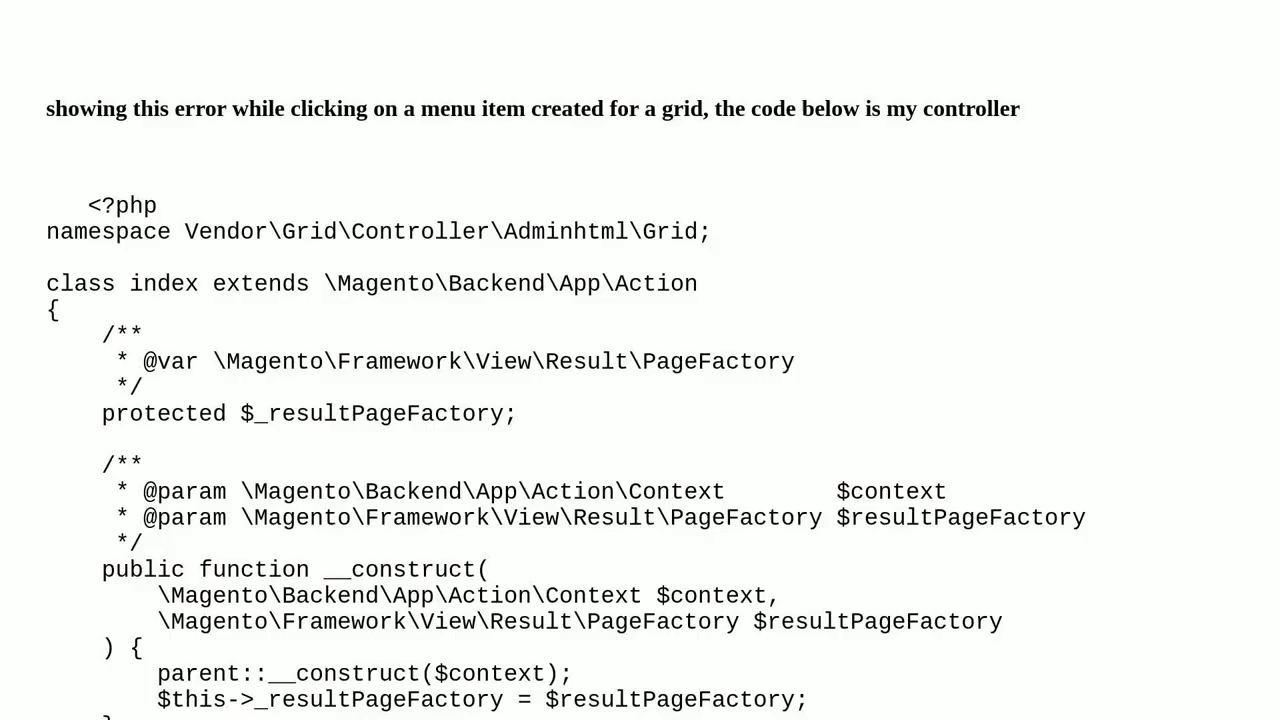 showing this error while clicking on a menu item created for a grid, the code below is my controller
<?php
namespace Vendor\Grid\Controller\Adminhtml\Grid;
class index extends \Magento\Backend\App\Action
{
/**
* @var \Magento\Framework\View\Result\PageFactory
*/
protected $_resultPageFactory;
/**
* @param \Magento\Backend\App\Action\Context        $context
* @param \Magento\Framework\View\Result\PageFactory $resultPageFactory
*/
public function __construct(
\Magento\Backend\App\Action\Context $context,
\Magento\Framework\View\Result\PageFactory $resultPageFactory
) {
parent::__construct($context);
$this->_resultPageFactory = $resultPageFactory;
}